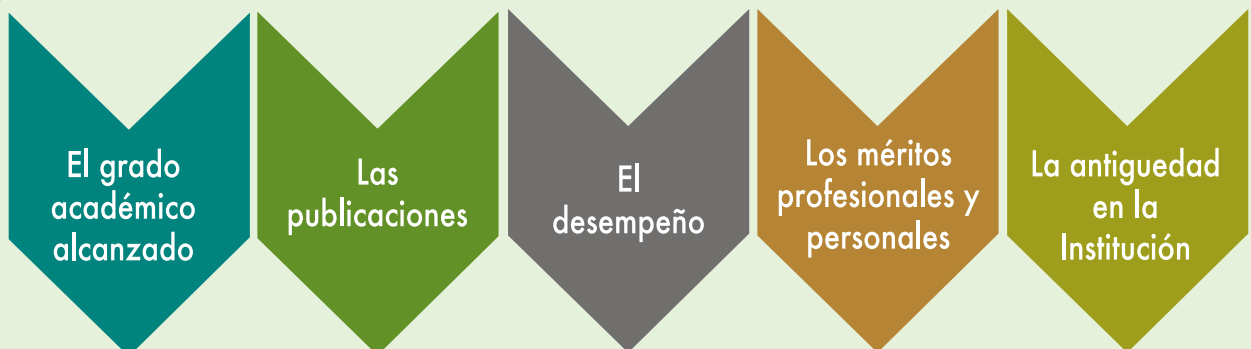 El grado
académico
alcanzado
Las
publicaciones
El
desempeño
Los méritos
profesionales y
personales
La antiguedad
en la
Institución